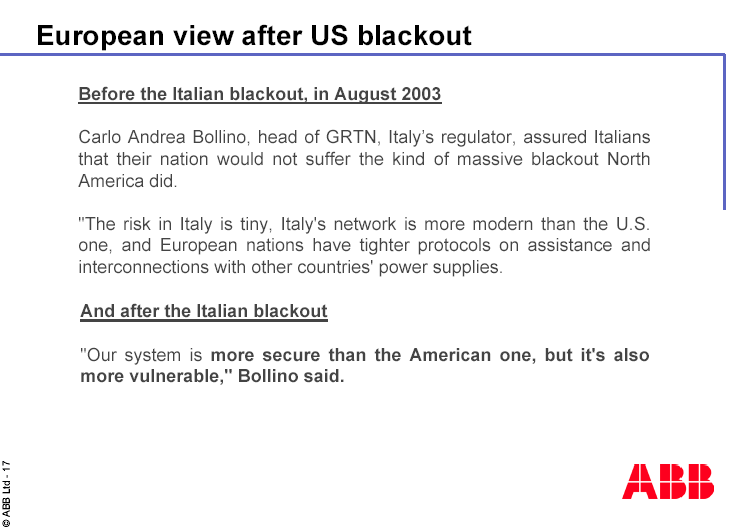 European view after US blackout
Before the Italian blackout, in August 2003
Carlo Andrea Bollino, head of GRTN, Italy’s regulator, assured Italians
that their nation would not suffer the kind of massive blackout North
America did.
"The risk in Italy is tiny, Italy's network is more modern than the U.S.
one, and European nations have tighter protocols on assistance and
interconnections with other countries' power supplies.
And after the Italian blackout
"Our system is more secure than the American one, but it's also
more vulnerable," Bollino said.
© ABB Ltd - 17
ABB